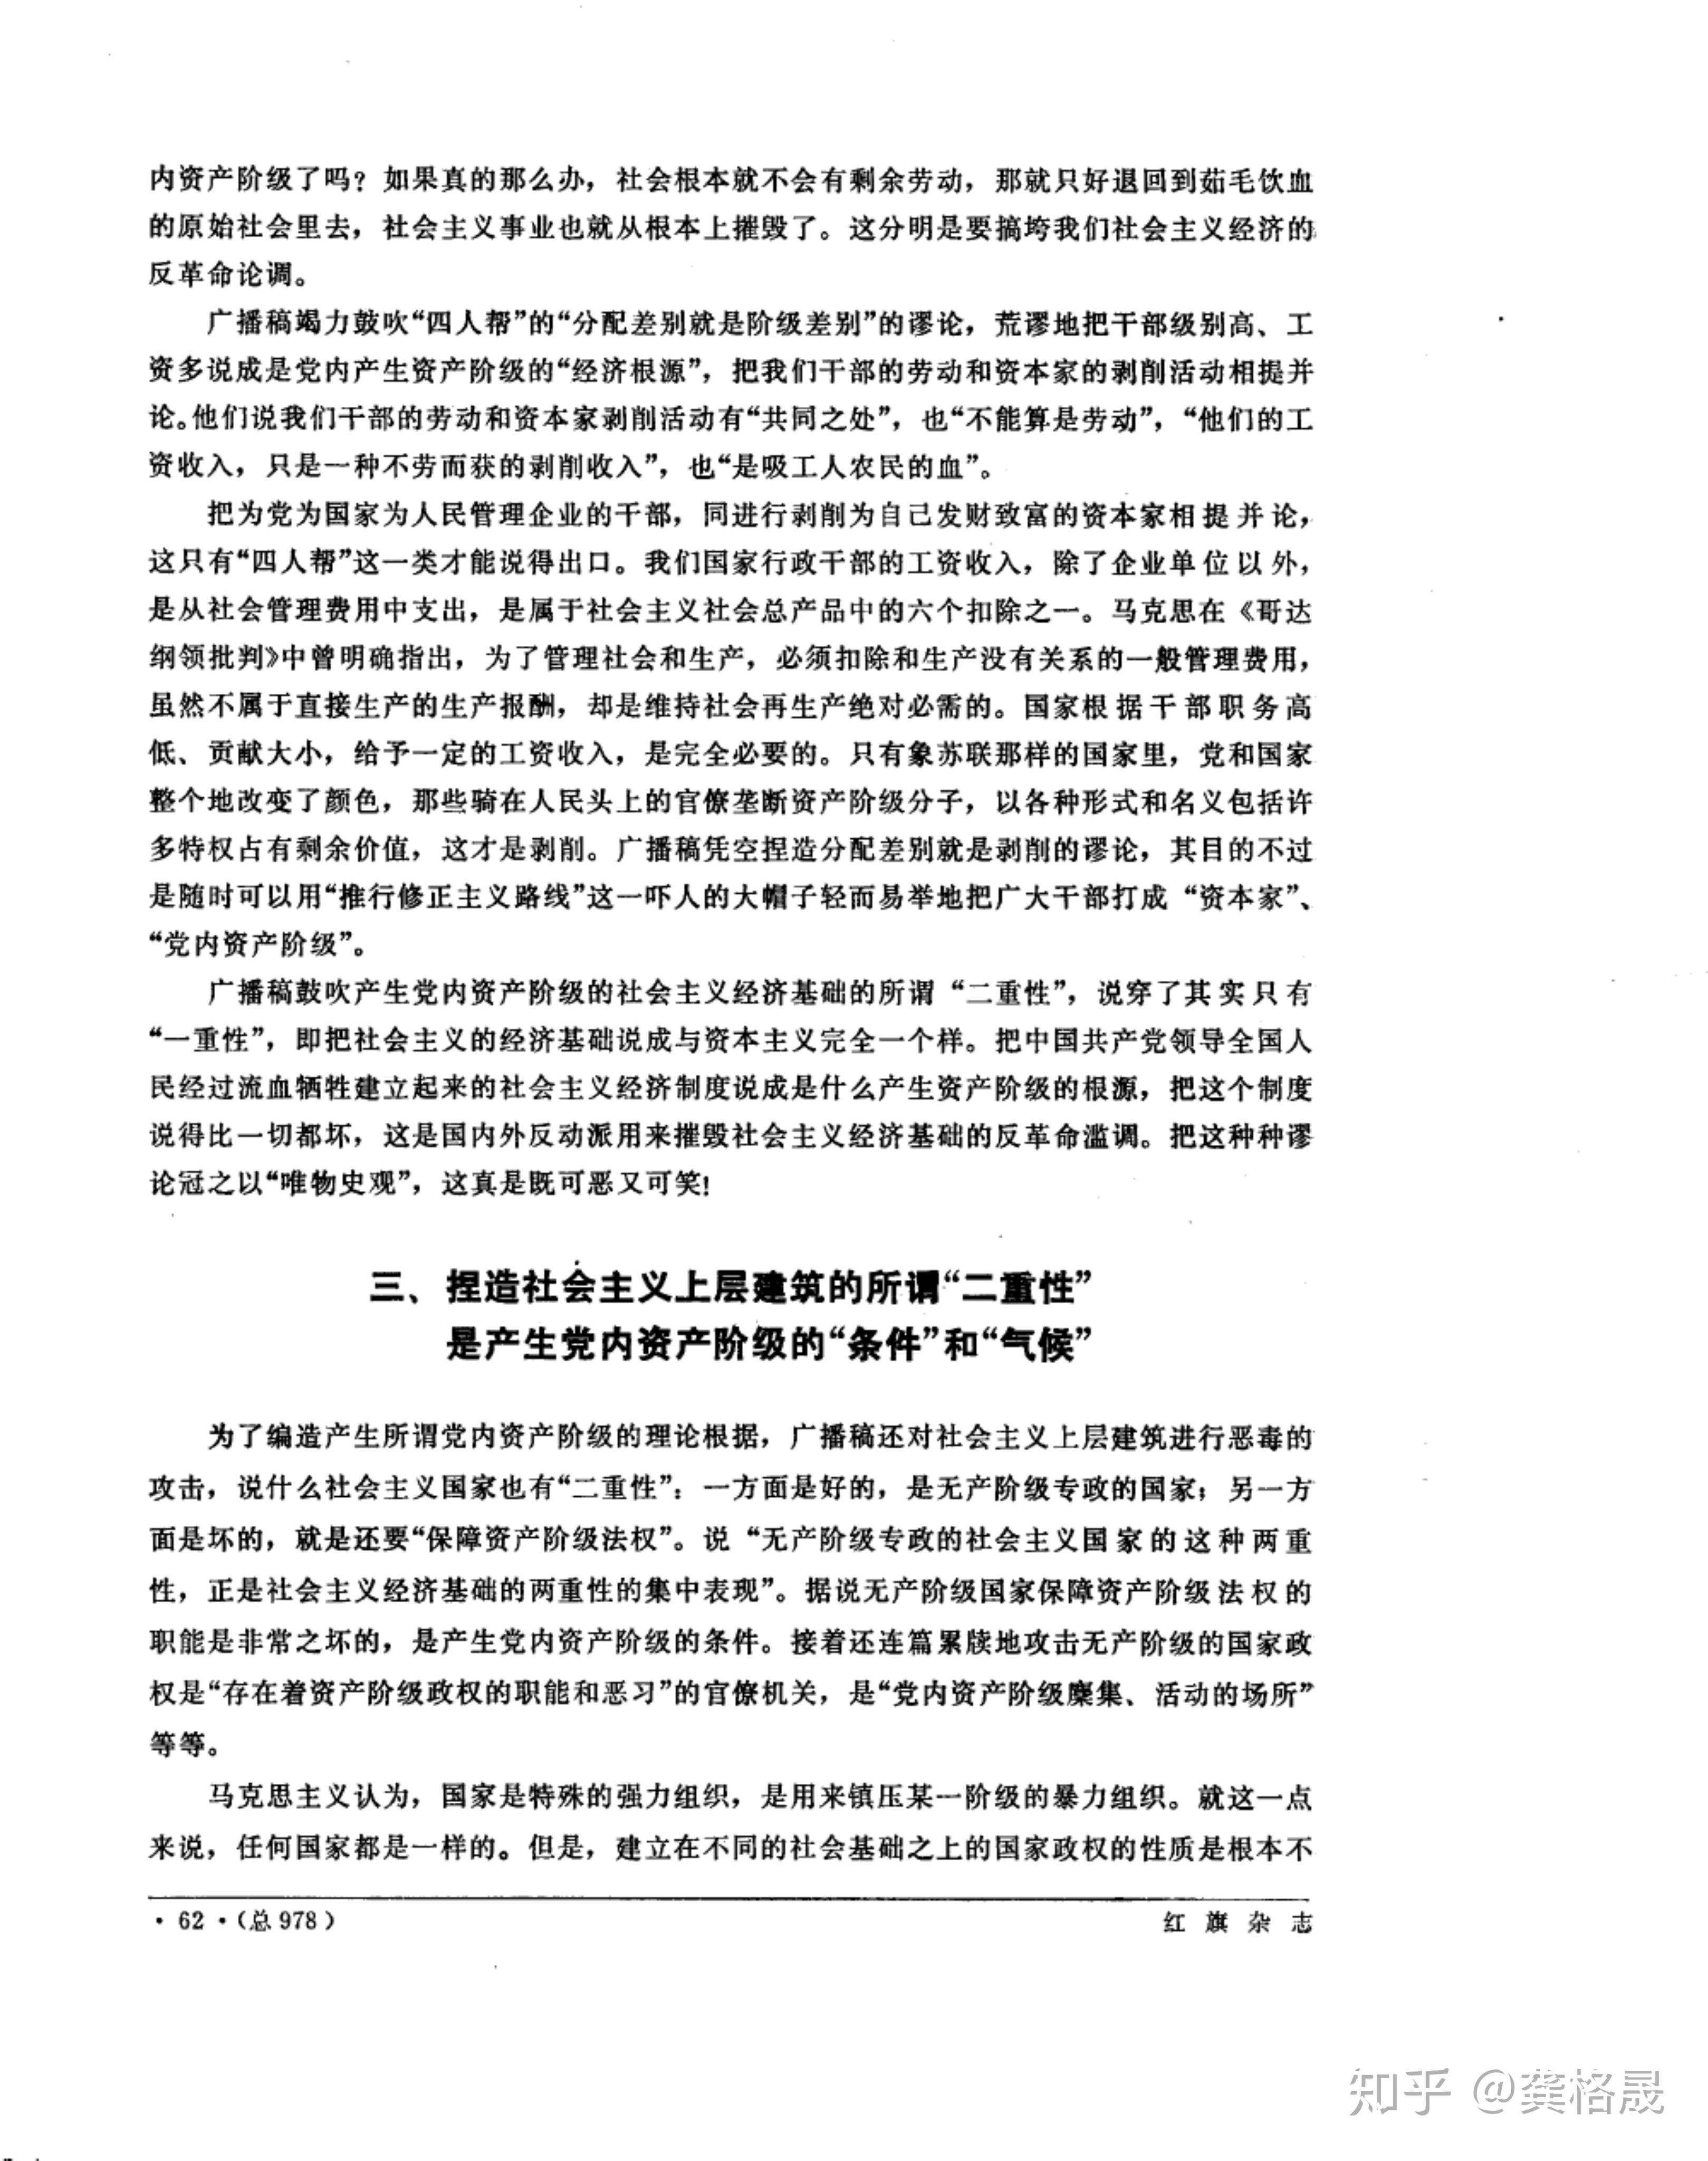 内资产阶级了吗？如果真的那么办，社会根本就不会有剩余劳动，那就只好退回到茹毛饮血
的原始社会里去，社会主义事业也就从根本上摧毁了。这分明是要搞垮我们社会主义经济的
反革命论调。
广播稿竭力鼓吹“四人帮”的“分配差别就是阶级差别”的谬论，荒谬地把干部级别高、工
资多说成是党内产生资产阶级的“经济根源”，把我们干部的劳动和资本家的剥削活动相提并
论。他们说我们干部的劳动和资本家剥削活动有“共同之处”，也“不能算是劳动”，“他们的工
资收入，只是一种不劳而获的剥削收入”，也“是吸工人农民的血”。
把为党为国家为人民管理企业的干部，同进行剥削为自己发财致富的资本家相提并论，
这只有“四人帮”这一类才能说得出口。我们国家行政干部的工资收入，除了企业单位以外，
是从社会管理费用中支出，是属于社会主义社会总产品中的六个扣除之一。马克思在《哥达
纲领批判》中曾明确指出，为了管理社会和生产，必须扣除和生产没有关系的一般管理费用，
虽然不属于直接生产的生产报酬，却是维持社会再生产绝对必需的。国家根据干部职务高
低、贡献大小，给予一定的工资收入，是完全必要的。只有象苏联那样的国家里，党和国家
整个地改变了颜色，那些骑在人民头上的官僚垄断资产阶级分子，以各种形式和名义包括许
多特权占有剩余价值，这才是剥削。广播稿凭空捏造分配差别就是剥削的谬论，其目的不过
是随时可以用“推行修正主义路线”这一吓人的大帽子轻而易举地把广大干部打成“资本家”、
“党内资产阶级”。
广播稿鼓吹产生党内资产阶级的社会主义经济基础的所谓“二重性”，说穿了其实只有
“一重性”，即把社会主义的经济基础说成与资本主义完全一个样。把中国共产党领导全国人
民经过流血牺牲建立起来的社会主义经济制度说成是什么产生资产阶级的根源，把这个制度
说得比一切都坏，这是国内外反动派用来摧毁社会主义经济基础的反革命滥调。把这种种谬
论冠之以“唯物史观”，这真是既可恶又可笑！
三、捏造社会主义上层建筑的所谓“二重性”
是产生党内资产阶级的“条件”和“气候”
为了编造产生所谓党内资产阶级的理论根据，广播稿还对社会主义上层建筑进行恶毒的
攻击，说什么社会主义国家也有“二重性”：一方面是好的，是无产阶级专政的国家；另一方
面是坏的，就是还要“保障资产阶级法权”。说“无产阶级专政的社会主义国家的这种两重
性，正是社会主义经济基础的两重性的集中表现”。据说无产阶级国家保障资产阶级法权的
职能是非常之坏的，是产生党内资产阶级的条件。接着还连篇累牍地攻击无产阶级的国家政
权是“存在着资产阶级政权的职能和恶习”的官僚机关，是“党内资产阶级麇集、活动的场所”
等等。
马克思主义认为，国家是特殊的强力组织，是用来镇压某一阶级的暴力组织。就这一点
来说，任何国家都是一样的。但是，建立在不同的社会基础之上的国家政权的性质是根本不
·62·（总978） 红旗杂志
知乎 @龚格晟